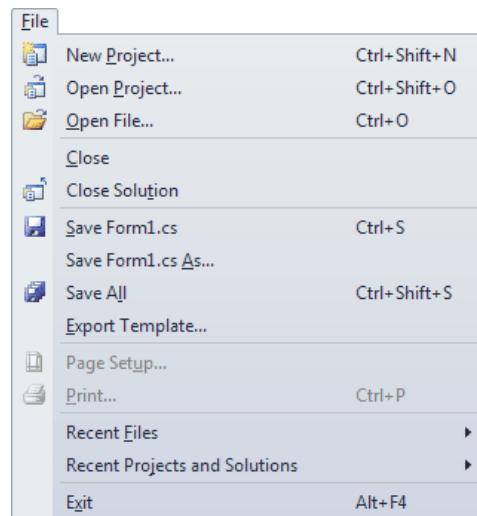 File
New Project... Ctrl+Shift+N
Open Project... Ctrl+Shift+O
Open File... Ctrl+O
Close
Close Solution
Save Form1.cs Ctrl+S
Save Form1.cs As...
Save All Ctrl+Shift+S
Export Template...
Page Setup...
Print... Ctrl+P
Recent Files
Recent Projects and Solutions
Exit Alt+F4